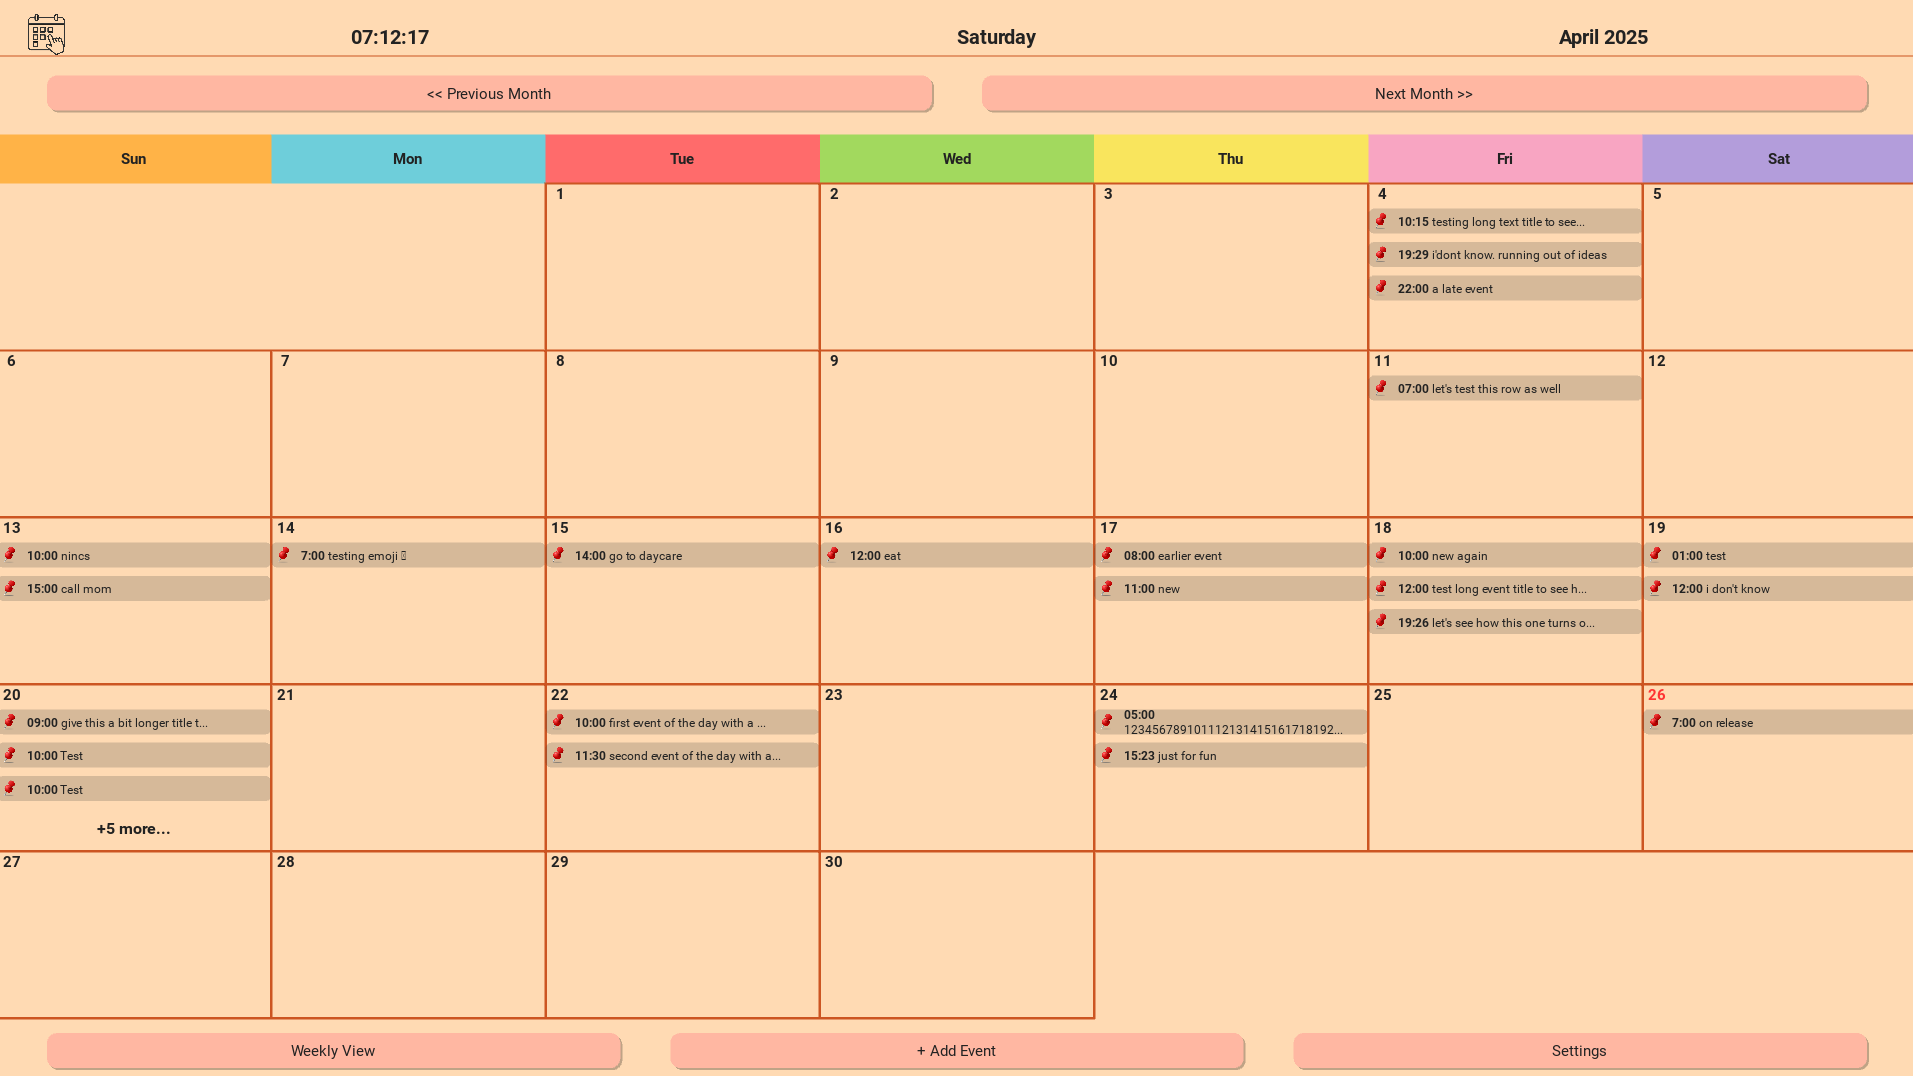 07:12:17
Saturday
April 2025
<< Previous Month
Next Month >>
Sun
Mon
Tue
Wed
Thu
Fri
Sat
1
2
3
4
10:15 testing long text title to see...
19:29 i'dont know. running out of ideas
22:00 a late event
5
6
7
8
9
10
11
07:00 let's test this row as well
12
13
10:00 nincs
15:00 call mom
14
7:00 testing emoji ▯
15
14:00 go to daycare
16
12:00 eat
17
08:00 earlier event
11:00 new
18
10:00 new again
12:00 test long event title to see h...
19:26 let's see how this one turns o...
19
01:00 test
12:00 i don't know
20
09:00 give this a bit longer title t...
10:00 Test
10:00 Test
+5 more...
21
22
10:00 first event of the day with a ...
11:30 second event of the day with a...
23
24
05:00
123456789101112131415161718192...
15:23 just for fun
25
26
7:00 on release
27
28
29
30
Weekly View
+ Add Event
Settings